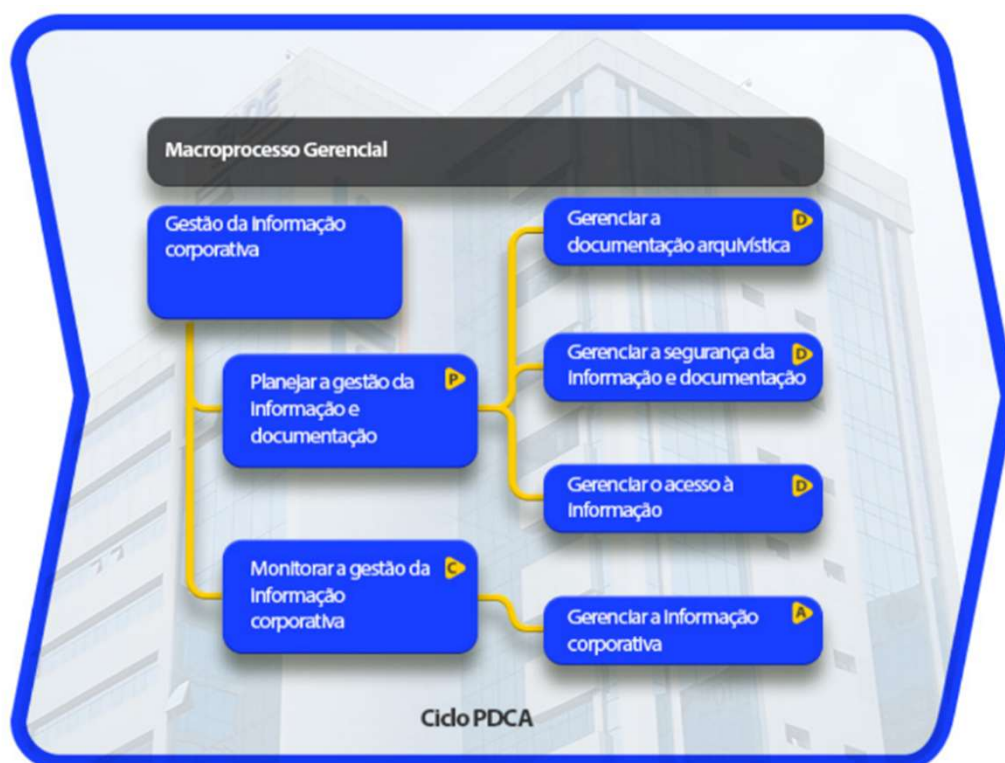 Macroprocesso Gerencial
Gestão da Informação
corporativa
Planejar a gestão da
Informação e
documentação
P
Monitorar a gestão da
Informação
corporativa
C
Gerenciar a
documentação arquivística
D
Gerenciar a segurança da
Informação e documentação
D
Gerenciar o acesso à
Informação
D
Gerenciar a Informação
corporativa
A
Ciclo PDCA